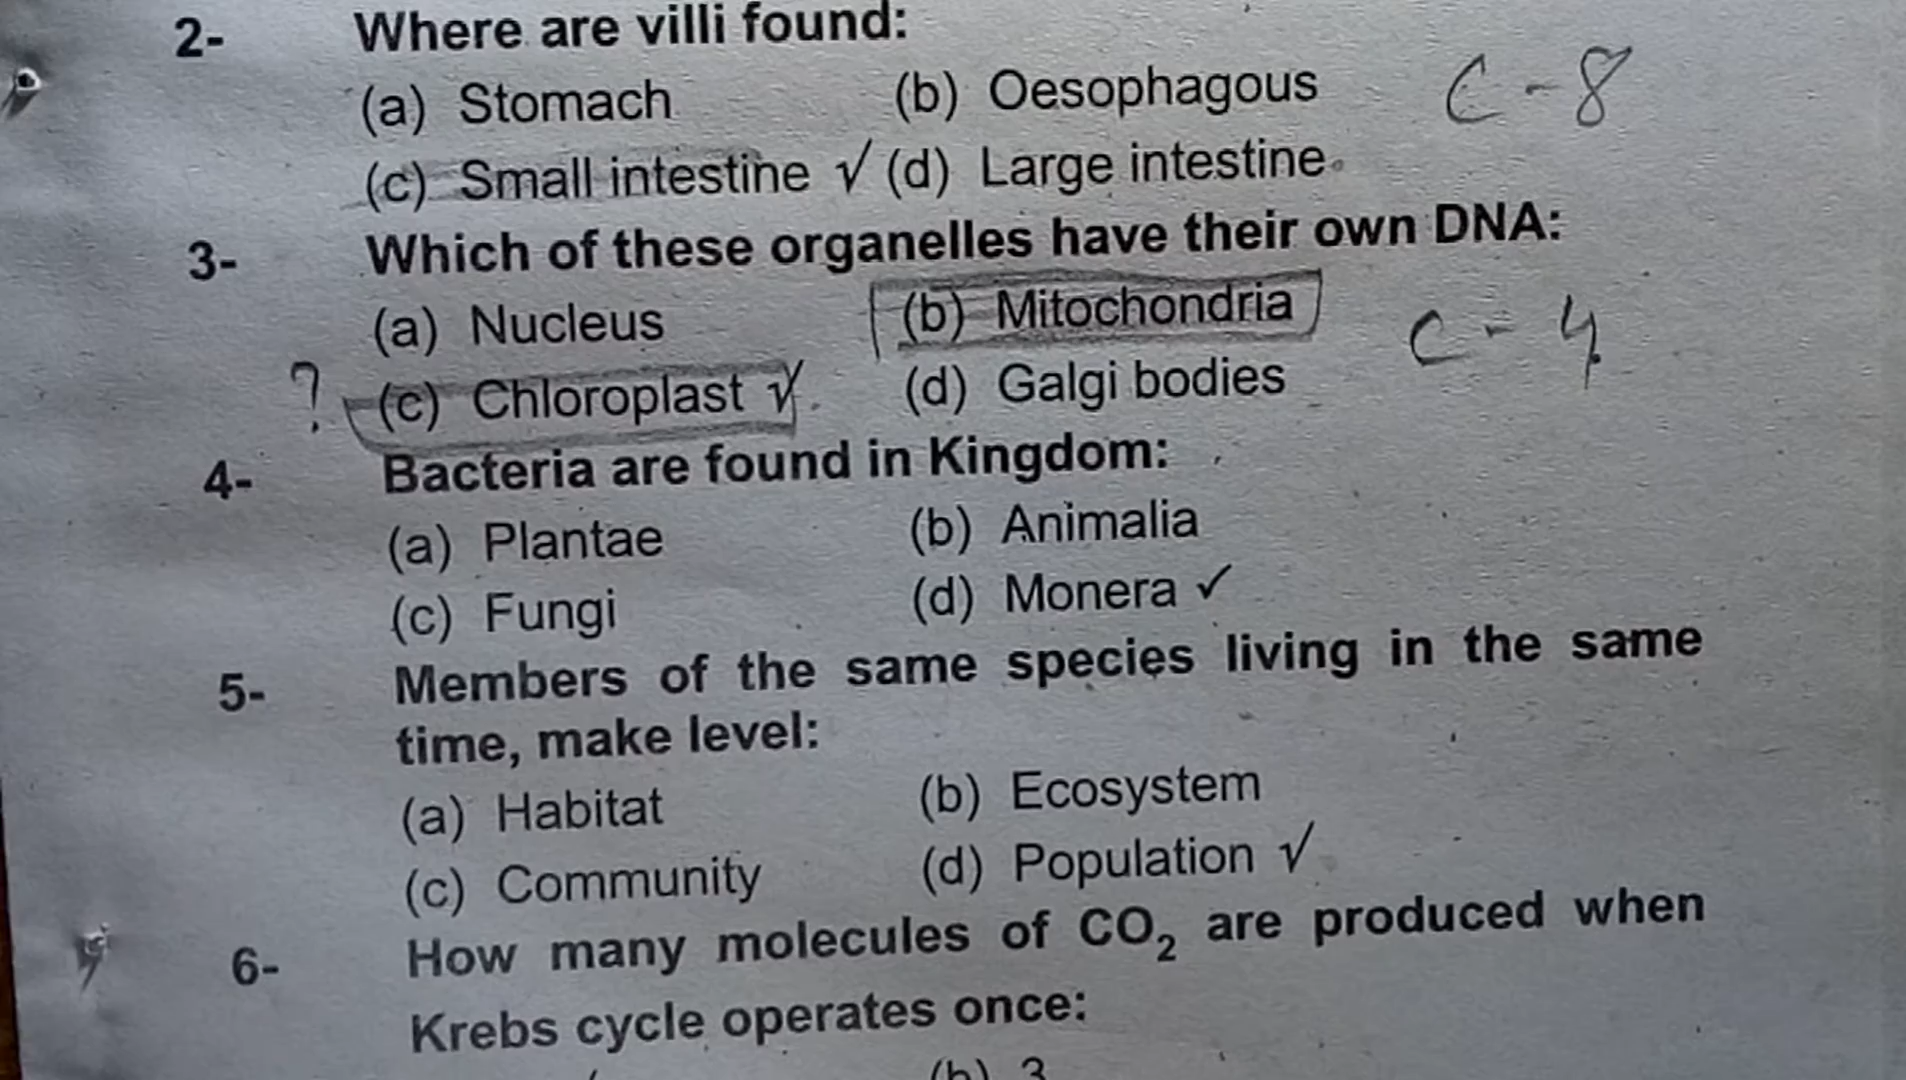 2- Where are villi found:
(a) Stomach (b) Oesophagous C-8
(c) Small intestine ✓ (d) Large intestine
3- Which of these organelles have their own DNA:
(a) Nucleus (b) Mitochondria C-4
? (c) Chloroplast ✓ (d) Galgi bodies
4- Bacteria are found in Kingdom:
(a) Plantae (b) Animalia
(c) Fungi (d) Monera ✓
5- Members of the same species living in the same
time, make level:
(a) Habitat (b) Ecosystem
(c) Community (d) Population ✓
6- How many molecules of CO₂ are produced when
Krebs cycle operates once:
(b) 3